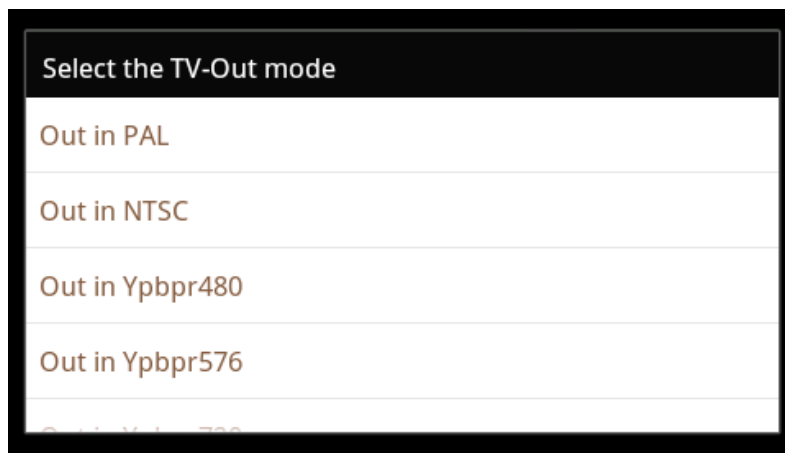 Select the TV-Out mode
Out in PAL
Out in NTSC
Out in Ypbpr480
Out in Ypbpr576